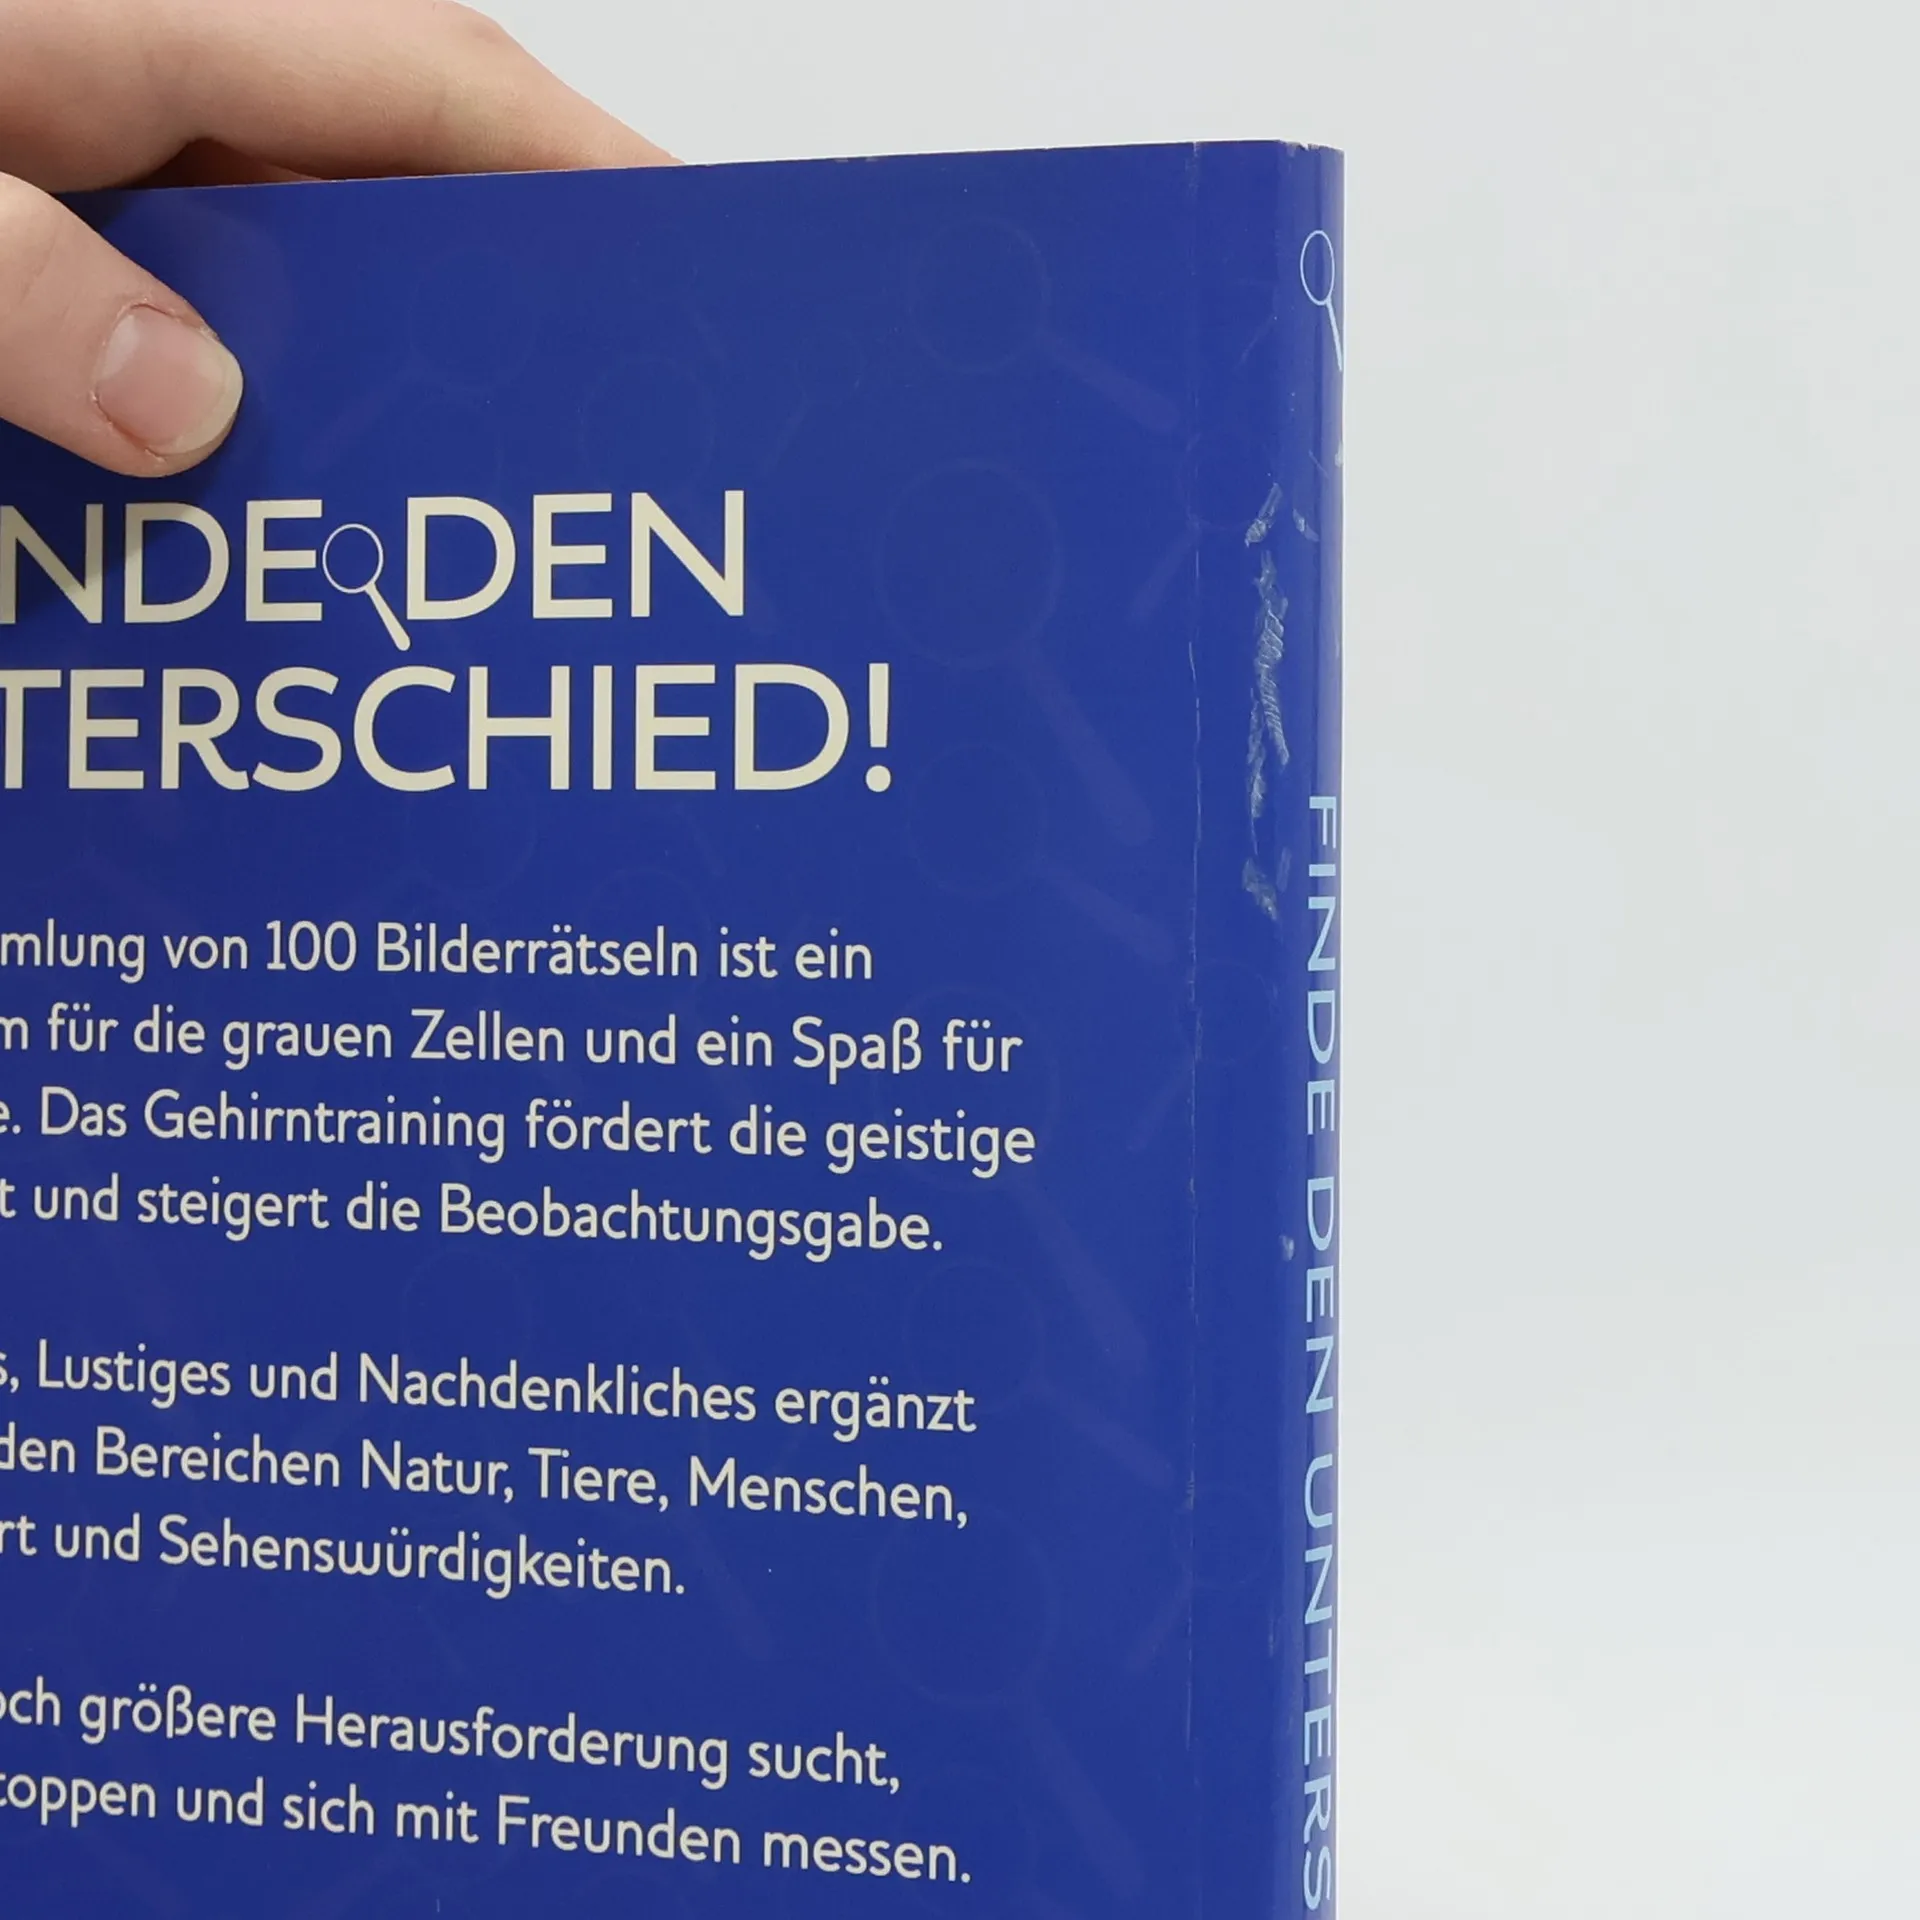 NDE DEN
TERSCHIED!
mlung von 100 Bilderrätseln ist ein
m für die grauen Zellen und ein Spaß für
e. Das Gehirntraining fördert die geistige
t und steigert die Beobachtungsgabe.
s, Lustiges und Nachdenkliches ergänzt
den Bereichen Natur, Tiere, Menschen,
rt und Sehenswürdigkeiten.
och größere Herausforderung sucht,
toppen und sich mit Freunden messen.
FINDE DEN UNTERS